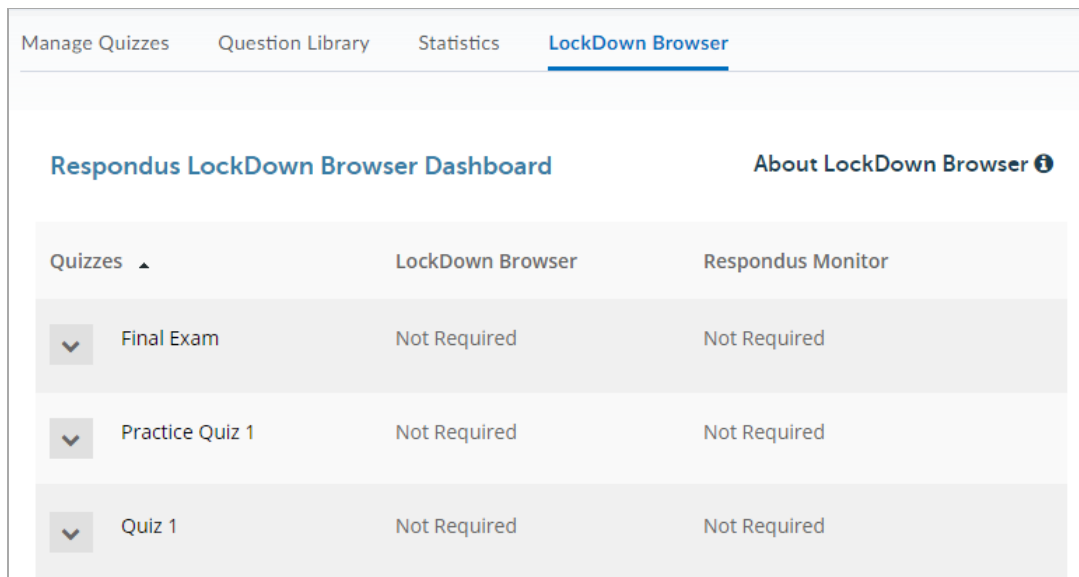 Manage Quizzes Question Library Statistics LockDown Browser
Respondus LockDown Browser Dashboard About LockDown Browser
Quizzes LockDown Browser Respondus Monitor
Final Exam Not Required Not Required
Practice Quiz 1 Not Required Not Required
Quiz 1 Not Required Not Required